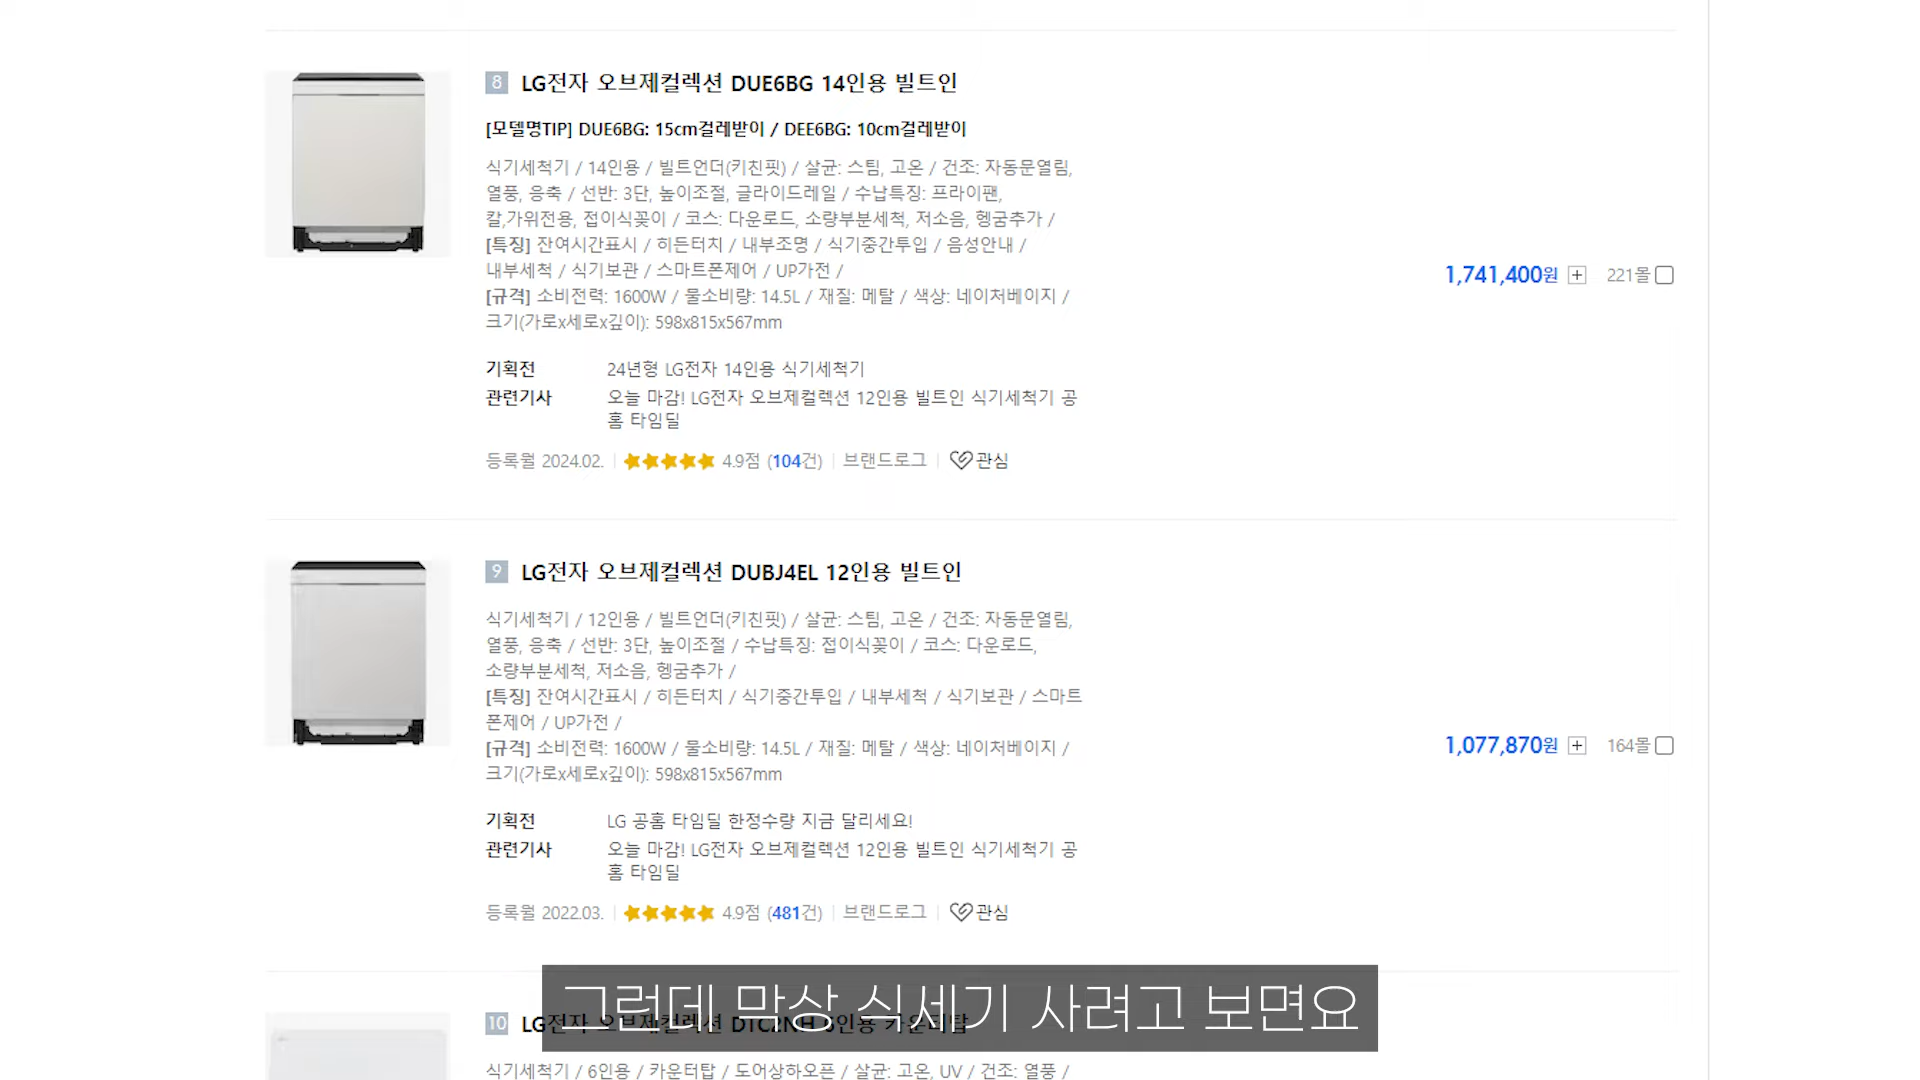 8 LG전자 오브제컬렉션 DUE6BG 14인용 빌트인
[모델명TIP] DUE6BG: 15cm걸레받이 / DEE6BG: 10cm걸레받이
식기세척기 / 14인용 / 빌트언더(키친핏) / 살균: 스팀, 고온 / 건조: 자동문열림,
열풍, 응축 / 선반: 3단, 높이조절, 글라이드레일 / 수납특징: 프라이팬,
칼,가위전용, 접이식꽂이 / 코스: 다운로드, 소량부분세척, 저소음, 헹굼추가 /
[특징] 잔여시간표시 / 히든터치 / 내부조명 / 식기중간투입 / 음성안내 /
내부세척 / 식기보관 / 스마트폰제어 / UP가전 /
[규격] 소비전력: 1600W / 물소비량: 14.5L / 재질: 메탈 / 색상: 네이처베이지 /
크기(가로x세로x깊이): 598x815x567mm
1,741,400원 221몰
기획전 24년형 LG전자 14인용 식기세척기
관련기사 오늘 마감! LG전자 오브제컬렉션 12인용 빌트인 식기세척기 공
홈 타임딜
등록월 2024.02. 4.9점 (104건) 브랜드로그 관심
9 LG전자 오브제컬렉션 DUBJ4EL 12인용 빌트인
식기세척기 / 12인용 / 빌트언더(키친핏) / 살균: 스팀, 고온 / 건조: 자동문열림,
열풍, 응축 / 선반: 3단, 높이조절 / 수납특징: 접이식꽂이 / 코스: 다운로드,
소량부분세척, 저소음, 헹굼추가 /
[특징] 잔여시간표시 / 히든터치 / 식기중간투입 / 내부세척 / 식기보관 / 스마트
폰제어 / UP가전 /
[규격] 소비전력: 1600W / 물소비량: 14.5L / 재질: 메탈 / 색상: 네이처베이지 /
크기(가로x세로x깊이): 598x815x567mm
1,077,870원 164몰
기획전 LG 공홈 타임딜 한정수량 지금 달리세요!
관련기사 오늘 마감! LG전자 오브제컬렉션 12인용 빌트인 식기세척기 공
홈 타임딜
등록월 2022.03. 4.9점 (481건) 브랜드로그 관심
10 LG전자 오브제컬렉션 DTC2NH 6인용 카운터탑
그런데 막상 식세기 사려고 보면요
식기세척기 / 6인용 / 카운터탑 / 도어상하오픈 / 살균: 고온, UV / 건조: 열풍 /